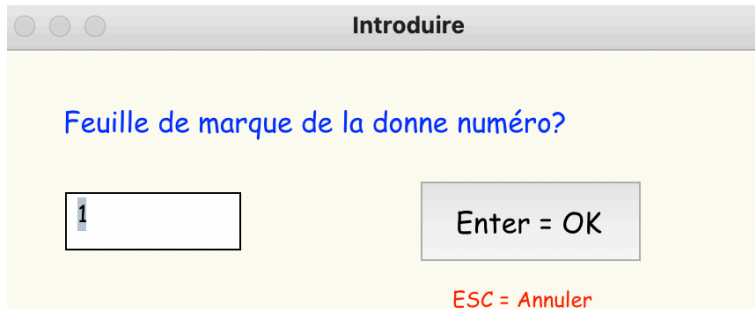 Introduire
Feuille de marque de la donne numéro?
1
Enter = OK
ESC = Annuler